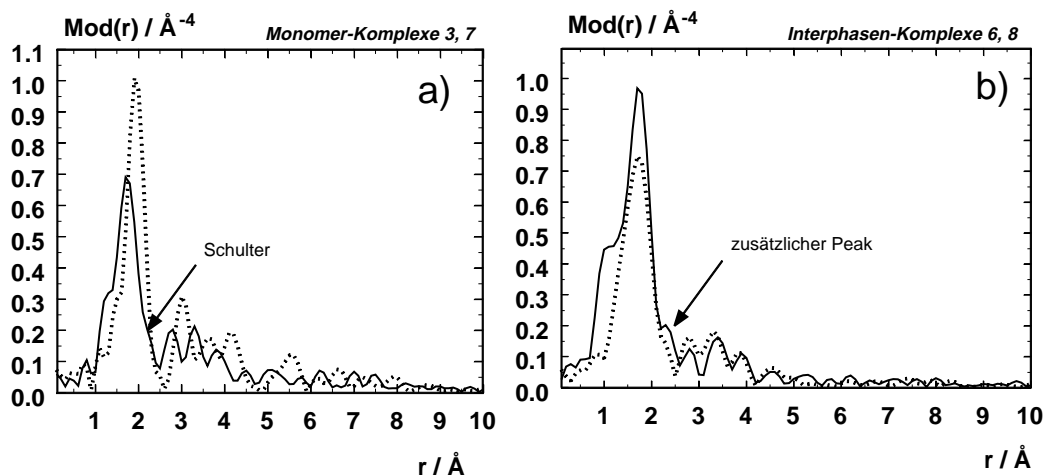 Mod(r) / Å-4
Monomer-Komplexe 3, 7
1.1
1.0
0.9
0.8
0.7
0.6
0.5
0.4
0.3
0.2
0.1
0.0
a)
Schulter
1 2 3 4 5 6 7 8 9 10
r / Å
Mod(r) / Å-4
Interphasen-Komplexe 6, 8
1.0
0.9
0.8
0.7
0.6
0.5
0.4
0.3
0.2
0.1
0.0
b)
zusätzlicher Peak
1 2 3 4 5 6 7 8 9 10
r / Å